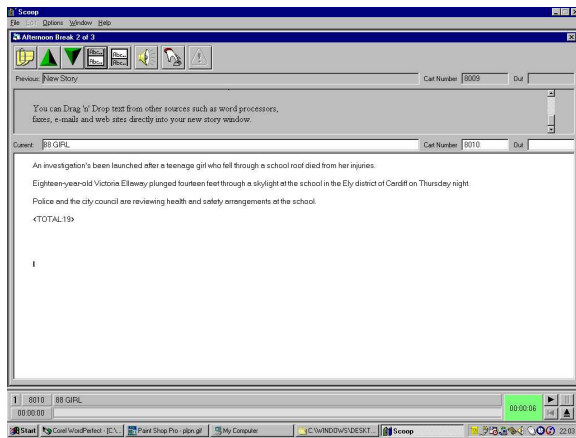 Scoop
File Edit Options Window Help
Afternoon Break 2 of 3
Abc... Abc...
Abc... Abc...
Previous: New Story Cart Number 8009 Out
You can Drag 'n' Drop text from other sources such as word processors,
faxes, e-mails and web sites directly into your new story window.
Current: 88 GIRL Cart Number 8010 Out
An investigation's been launched after a teenage girl who fell through a school roof died from her injuries.
Eighteen-year-old Victoria Ellaway plunged fourteen feet through a skylight at the school in the Ely district of Cardiff on Thursday night.
Police and the city council are reviewing health and safety arrangements at the school.
<TOTAL:19>
1 8010 88 GIRL
00:00:00 00:00:06
Start Corel WordPerfect - [C:\... Paint Shop Pro - plpn.gif My Computer C:\WINDOWS\DESKT... Scoop 22:03